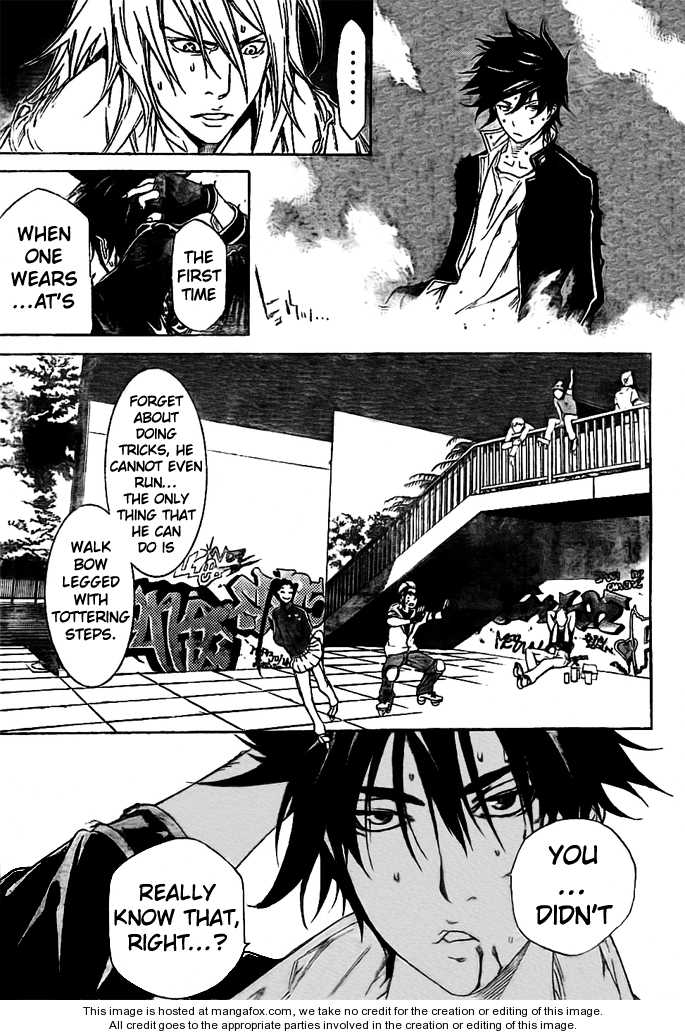 ......
THE
FIRST
TIME
WHEN
ONE
WEARS
...AT'S
FORGET
ABOUT
DOING
TRICKS, HE
CANNOT EVEN
RUN...
THE ONLY
THING THAT
HE CAN
DO IS
WALK
BOW
LEGGED
WITH
TOTTERING
STEPS.
YOU
...
DIDN'T
REALLY
KNOW THAT,
RIGHT...?
This image is hosted at mangafox.com, we take no credit for the creation or editing of this image.
All credit goes to the appropriate parties involved in the creation or editing of this image.